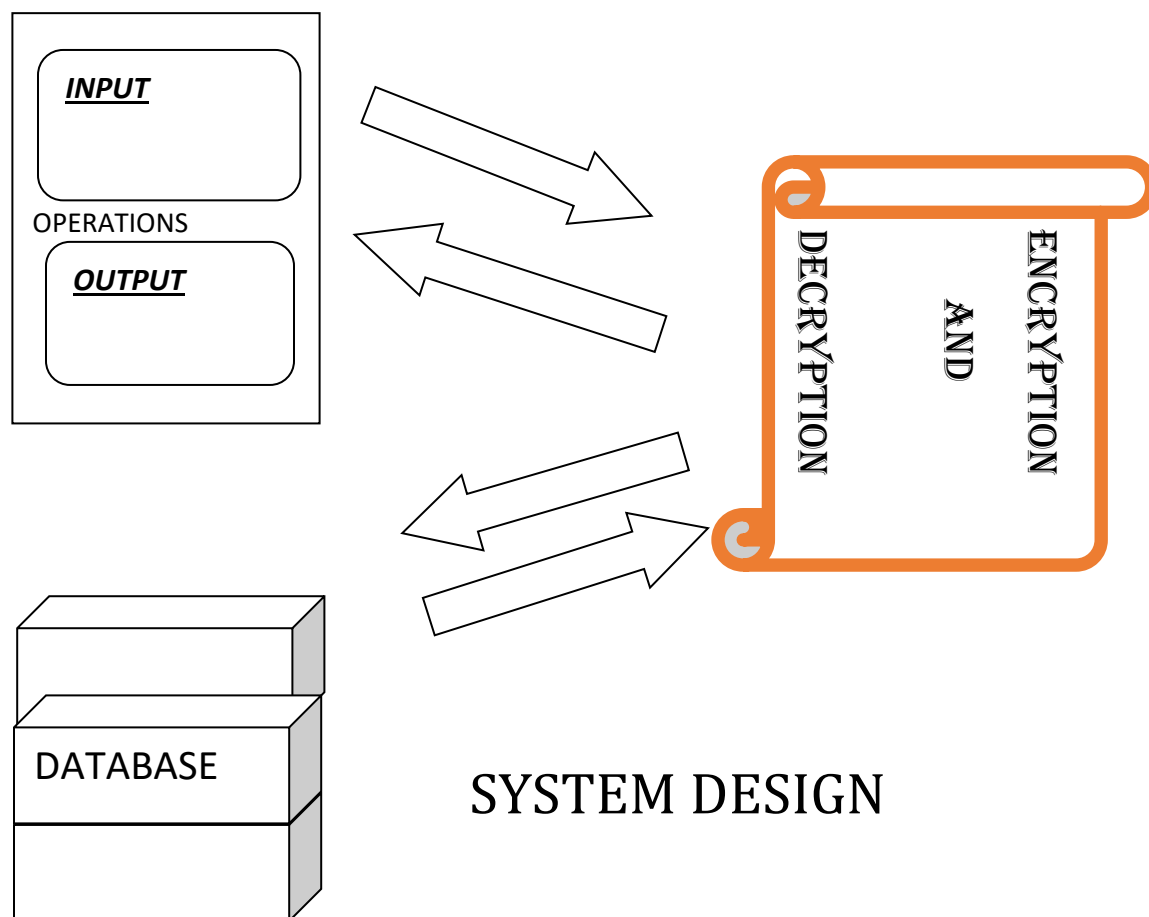 INPUT
OPERATIONS
OUTPUT
ENCRYPTION
AND
DECRYPTION
DATABASE
SYSTEM DESIGN